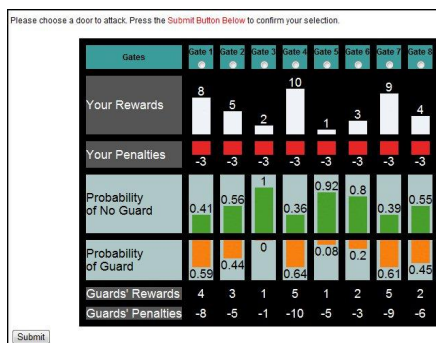 Please choose a door to attack. Press the Submit Button Below to confirm your selection.
Gates Gate 1 Gate 2 Gate 3 Gate 4 Gate 5 Gate 6 Gate 7 Gate 8
Your Rewards 8 5 2 10 1 3 9 4
Your Penalties -3 -3 -3 -3 -3 -3 -3 -3
Probability
of No Guard 0.41 0.56 1 0.36 0.92 0.8 0.39 0.55
Probability
of Guard 0.59 0.44 0 0.64 0.08 0.2 0.61 0.45
Guards' Rewards 4 3 1 5 1 2 5 2
Guards' Penalties -8 -5 -1 -10 -5 -3 -9 -6
Submit